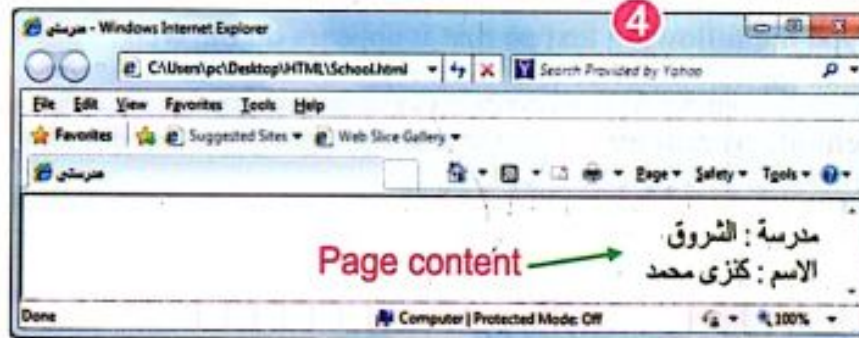 4
مدرستي - Windows Internet Explorer
C:\Users\pc\Desktop\HTML\School.html
Search Provided by Yahoo
File Edit View Favorites Tools Help
Favorites Suggested Sites Web Slice Gallery
مدرستي Page Safety Tools
مدرسة : الشروق
الاسم : كنزى محمد
Page content
Done Computer | Protected Mode: Off 100%